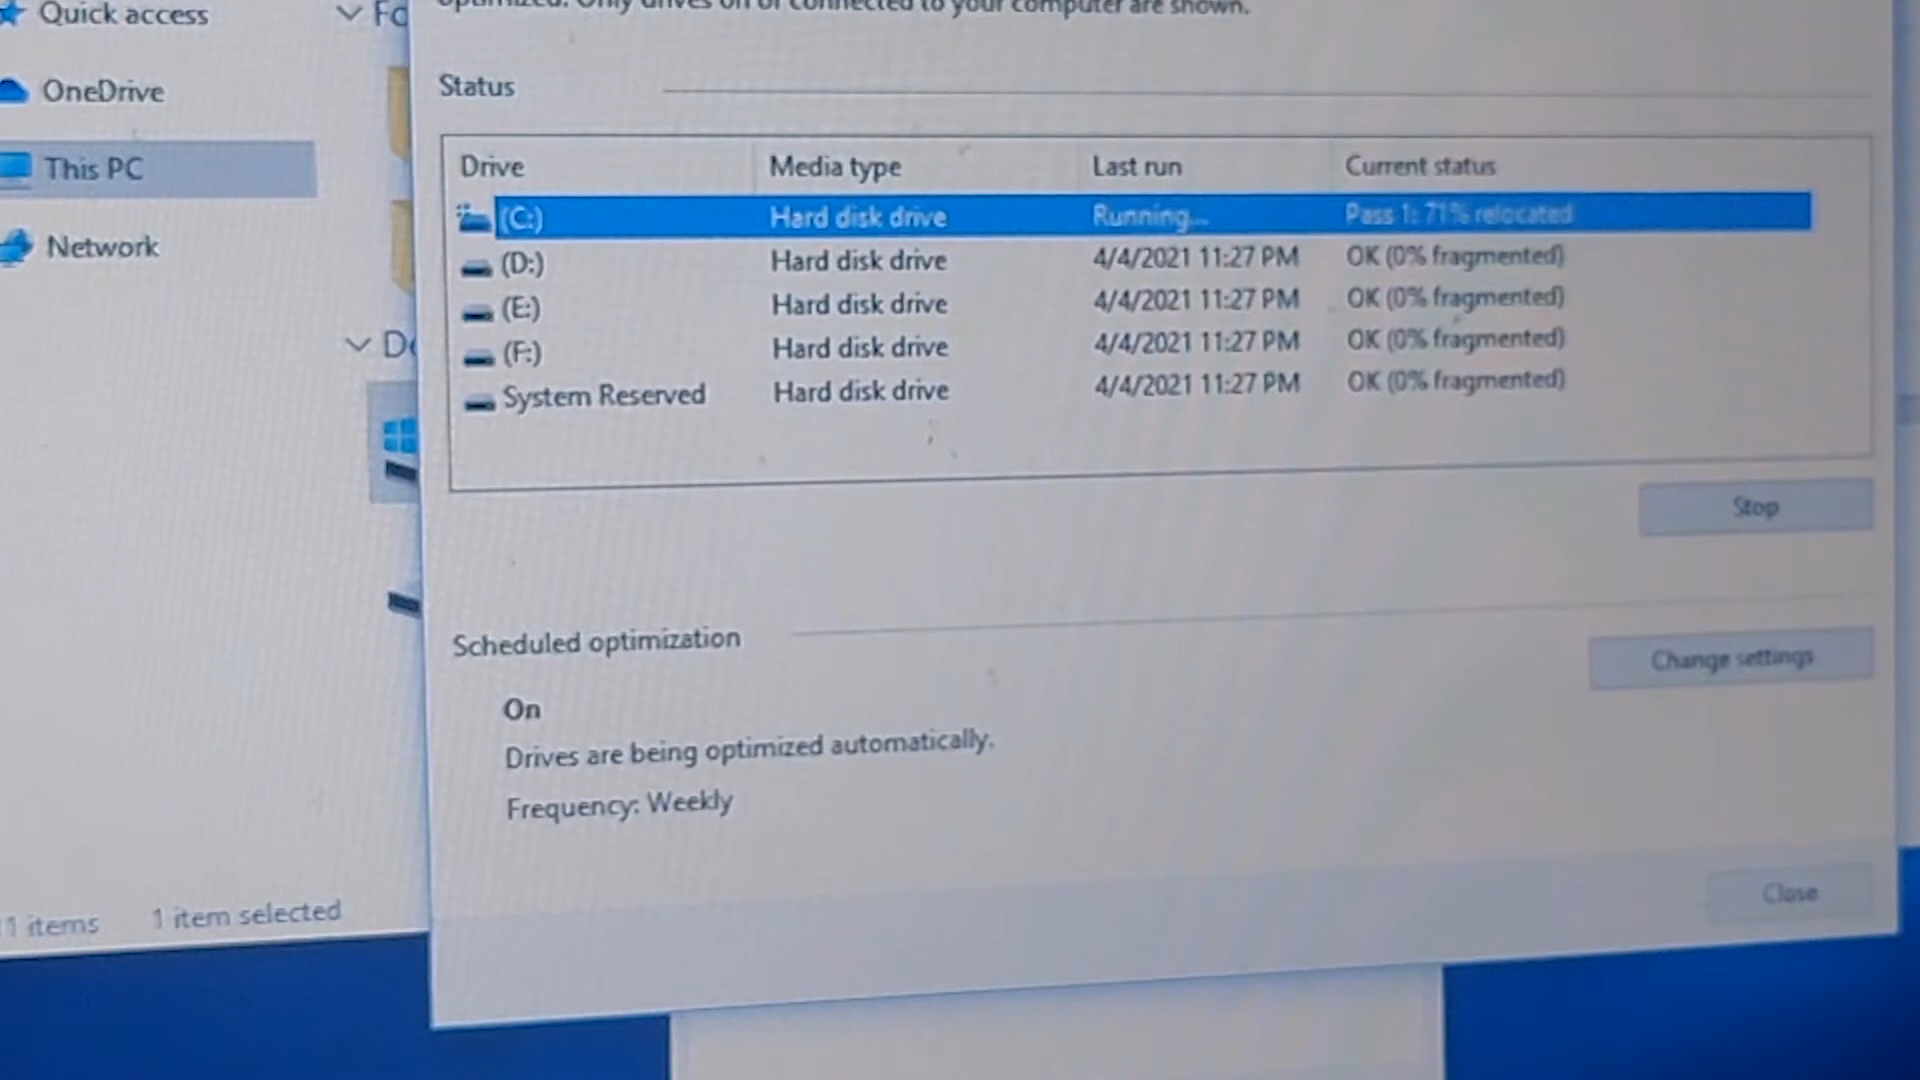 Quick access
OneDrive
This PC
Network
Fo
De
11 items 1 item selected
optimized. Only drives on or connected to your computer are shown.
Status
Drive Media type Last run Current status
(C:) Hard disk drive Running... Pass 1: 71% relocated
(D:) Hard disk drive 4/4/2021 11:27 PM OK (0% fragmented)
(E:) Hard disk drive 4/4/2021 11:27 PM OK (0% fragmented)
(F:) Hard disk drive 4/4/2021 11:27 PM OK (0% fragmented)
System Reserved Hard disk drive 4/4/2021 11:27 PM OK (0% fragmented)
Stop
Scheduled optimization
Change settings
On
Drives are being optimized automatically.
Frequency: Weekly
Close